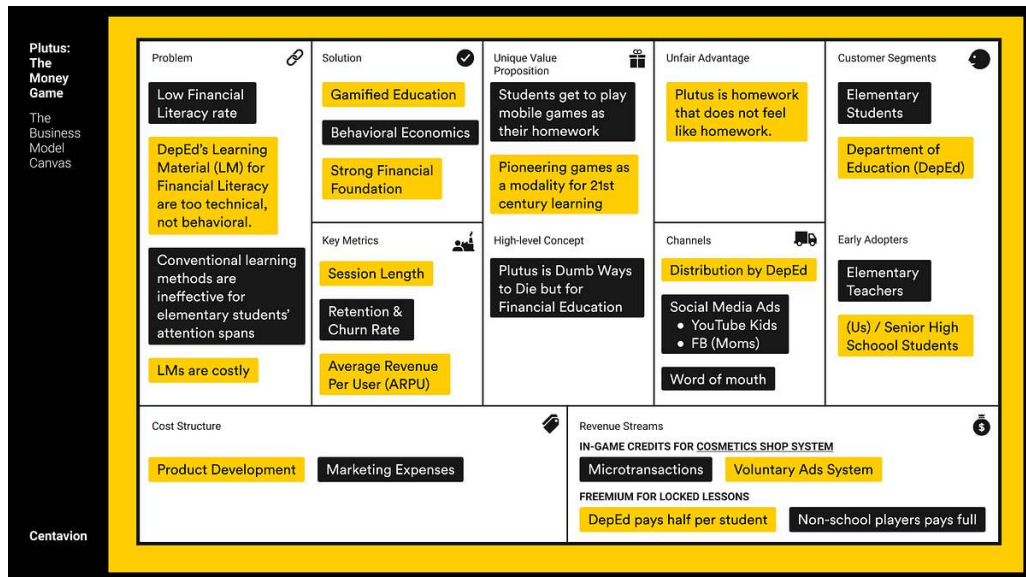 Plutus:
The
Money
Game
The
Business
Model
Canvas
Centavion
Problem
Low Financial
Literacy rate
DepEd's Learning
Material (LM) for
Financial Literacy
are too technical,
not behavioral.
Conventional learning
methods are
ineffective for
elementary students'
attention spans
LMs are costly
Solution
Gamified Education
Behavioral Economics
Strong Financial
Foundation
Key Metrics
Session Length
Retention &
Churn Rate
Average Revenue
Per User (ARPU)
Unique Value
Proposition
Students get to play
mobile games as
their homework
Pioneering games as
a modality for 21st
century learning
High-level Concept
Plutus is Dumb Ways
to Die but for
Financial Education
Unfair Advantage
Plutus is homework
that does not feel
like homework.
Channels
Distribution by DepEd
Social Media Ads
• YouTube Kids
• FB (Moms)
Word of mouth
Customer Segments
Elementary
Students
Department of
Education (DepEd)
Early Adopters
Elementary
Teachers
(Us) / Senior High
Schoool Students
Cost Structure
Product Development
Marketing Expenses
Revenue Streams
$
IN-GAME CREDITS FOR COSMETICS SHOP SYSTEM
Microtransactions
Voluntary Ads System
FREEMIUM FOR LOCKED LESSONS
DepEd pays half per student
Non-school players pays full